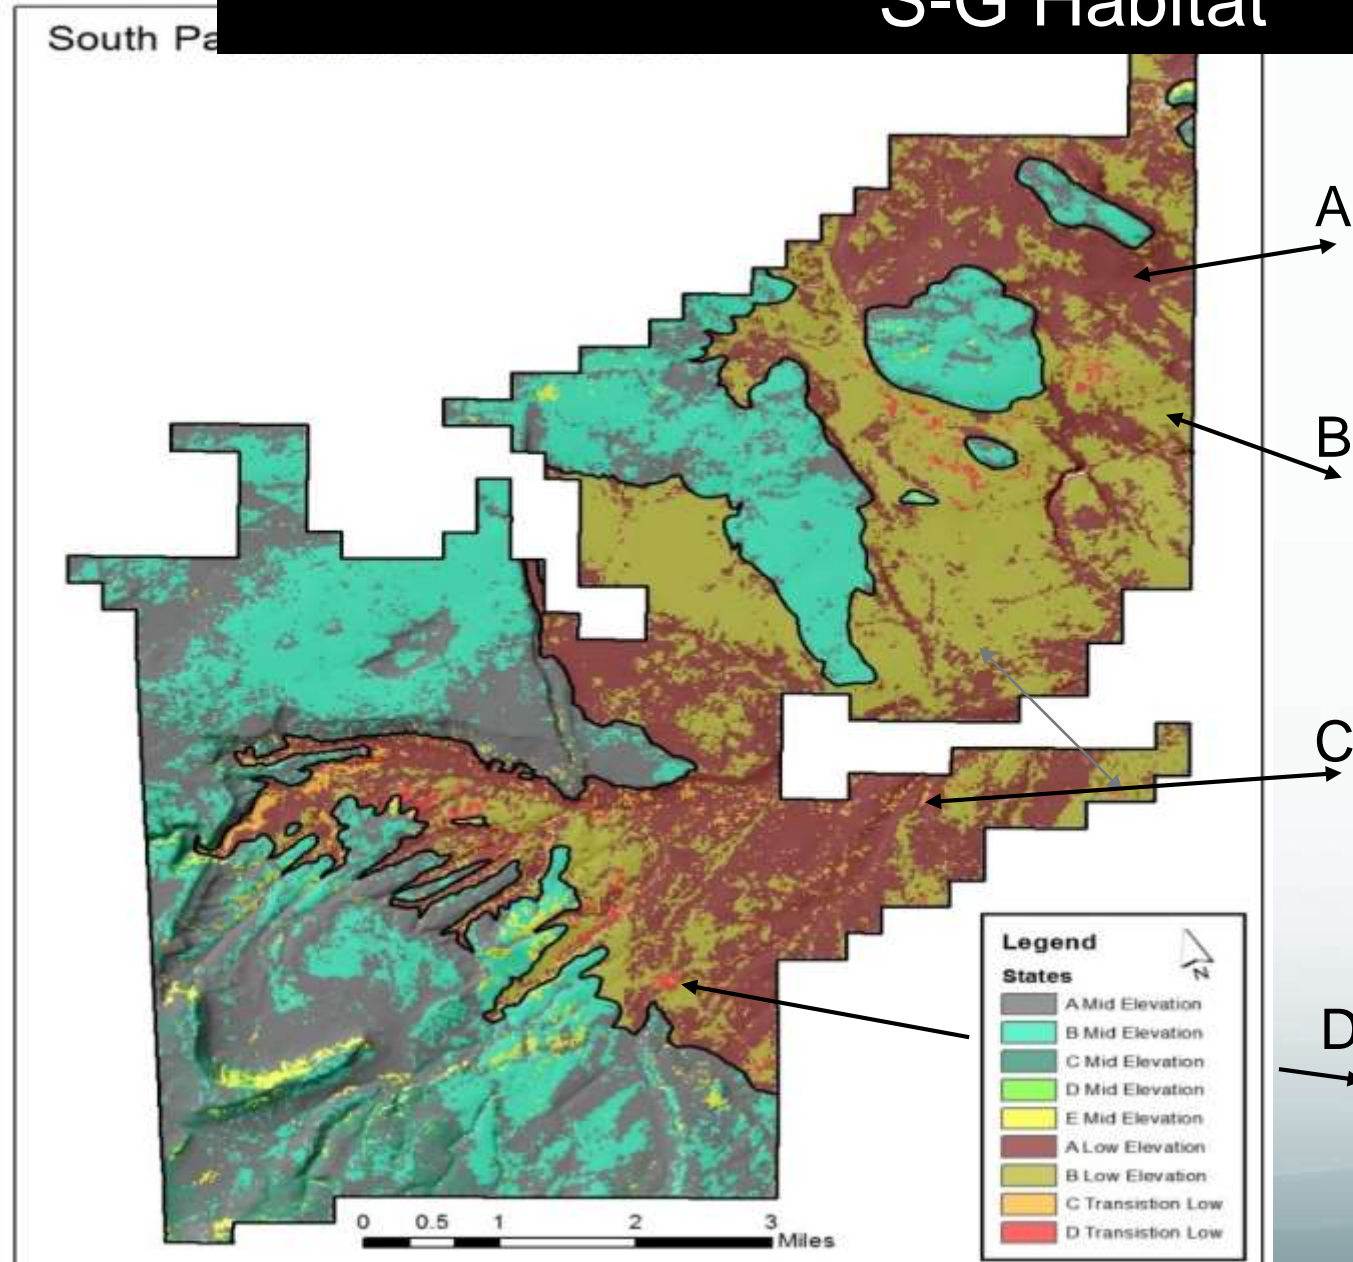 S-G Habitat
South Pa
A
B
C
D
Legend
N
States
A Mid Elevation
B Mid Elevation
C Mid Elevation
D Mid Elevation
E Mid Elevation
A Low Elevation
B Low Elevation
C Transistion Low
D Transistion Low
0 0.5 1 2 3
Miles